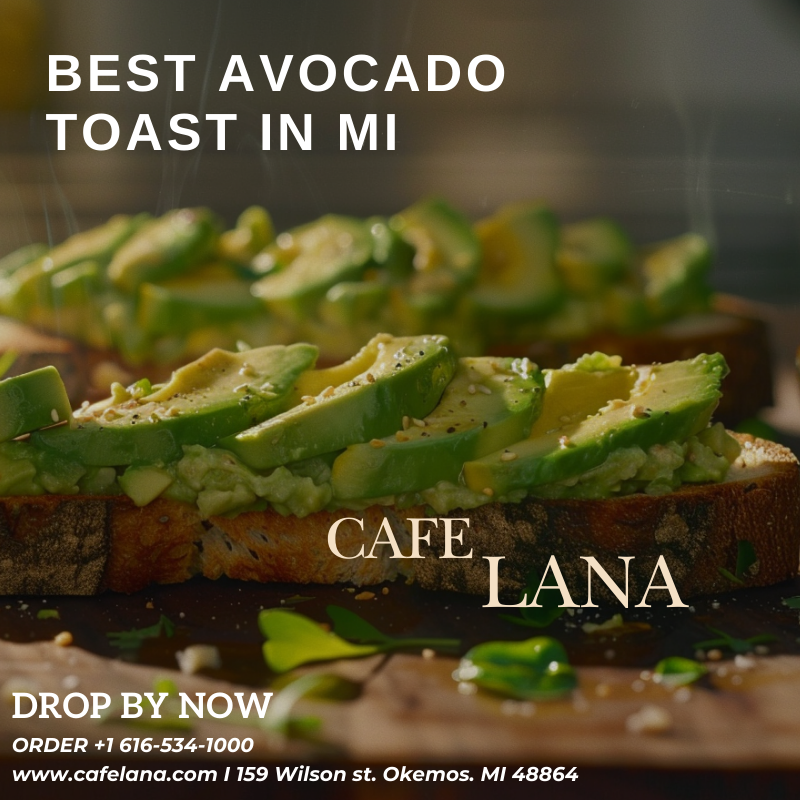 BEST AVOCADO
TOAST IN MI
CAFE
LANA
DROP BY NOW
ORDER +1 616-534-1000
www.cafelana.com I 159 Wilson st. Okemos. MI 48864